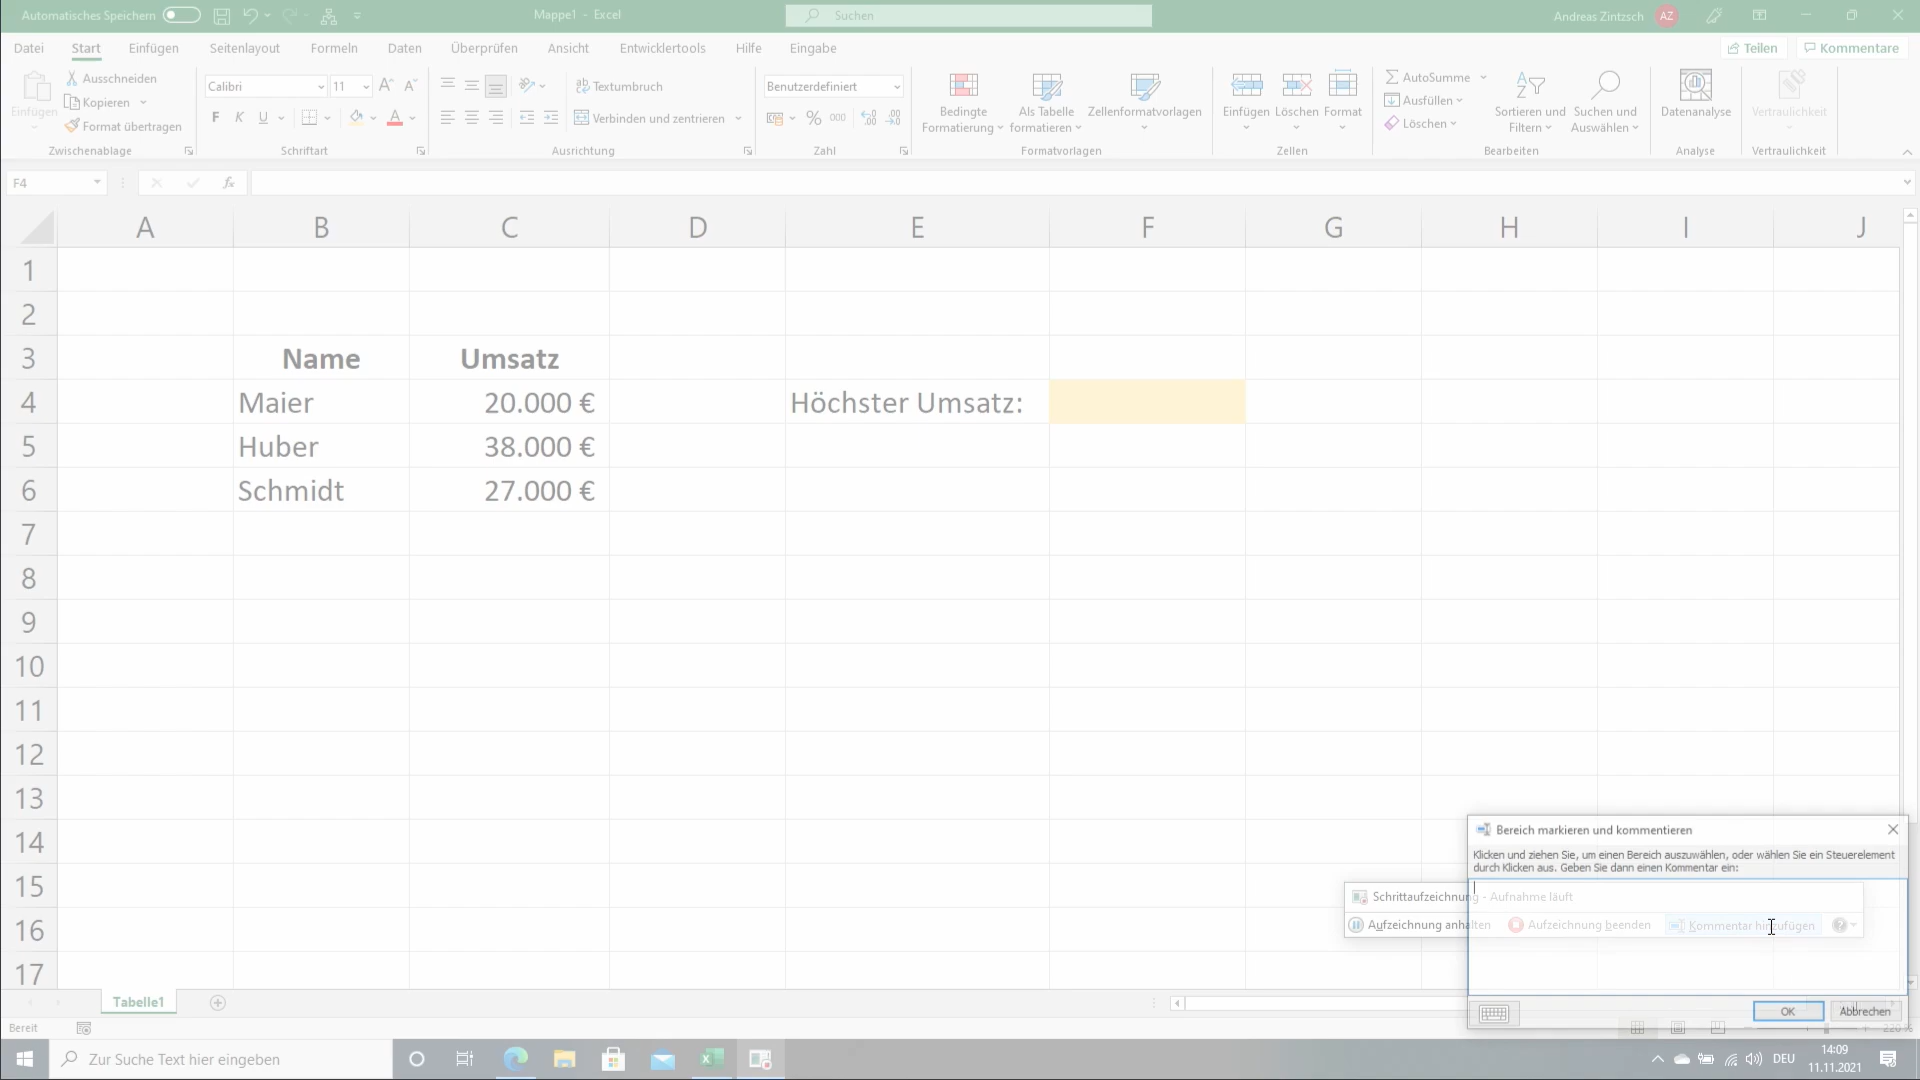 Automatisches Speichern
Mappe1 - Excel
Suchen
Andreas Zintzsch
AZ
Datei Start Einfügen Seitenlayout Formeln Daten Überprüfen Ansicht Entwicklertools Hilfe Eingabe
Teilen
Kommentare
Einfügen
Ausschneiden
Kopieren
Format übertragen
Zwischenablage
Calibri
11
A A
F K U
A
Schriftart
Textumbruch
Verbinden und zentrieren
Ausrichtung
Benutzerdefiniert
% 000
Zahl
Bedingte
Formatierung
Als Tabelle
formatieren
Zellenformatvorlagen
Formatvorlagen
Einfügen Löschen Format
Zellen
AutoSumme
Ausfüllen
Löschen
Sortieren und
Filtern
Suchen und
Auswählen
Bearbeiten
Datenanalyse
Analyse
Vertraulichkeit
Vertraulichkeit
F4
fx
A B C D E F G H I J
1
2
3 Name Umsatz
4 Maier 20.000 € Höchster Umsatz:
5 Huber 38.000 €
6 Schmidt 27.000 €
7
8
9
10
11
12
13
14
15
16
17
Bereich markieren und kommentieren
Klicken und ziehen Sie, um einen Bereich auszuwählen, oder wählen Sie ein Steuerelement
durch Klicken aus. Geben Sie dann einen Kommentar ein:
Schrittaufzeichnung - Aufnahme läuft
Aufzeichnung anhalten Aufzeichnung beenden Kommentar hinzufügen
OK
Abbrechen
Tabelle1
Bereit
220 %
Zur Suche Text hier eingeben
DEU
14:09
11.11.2021